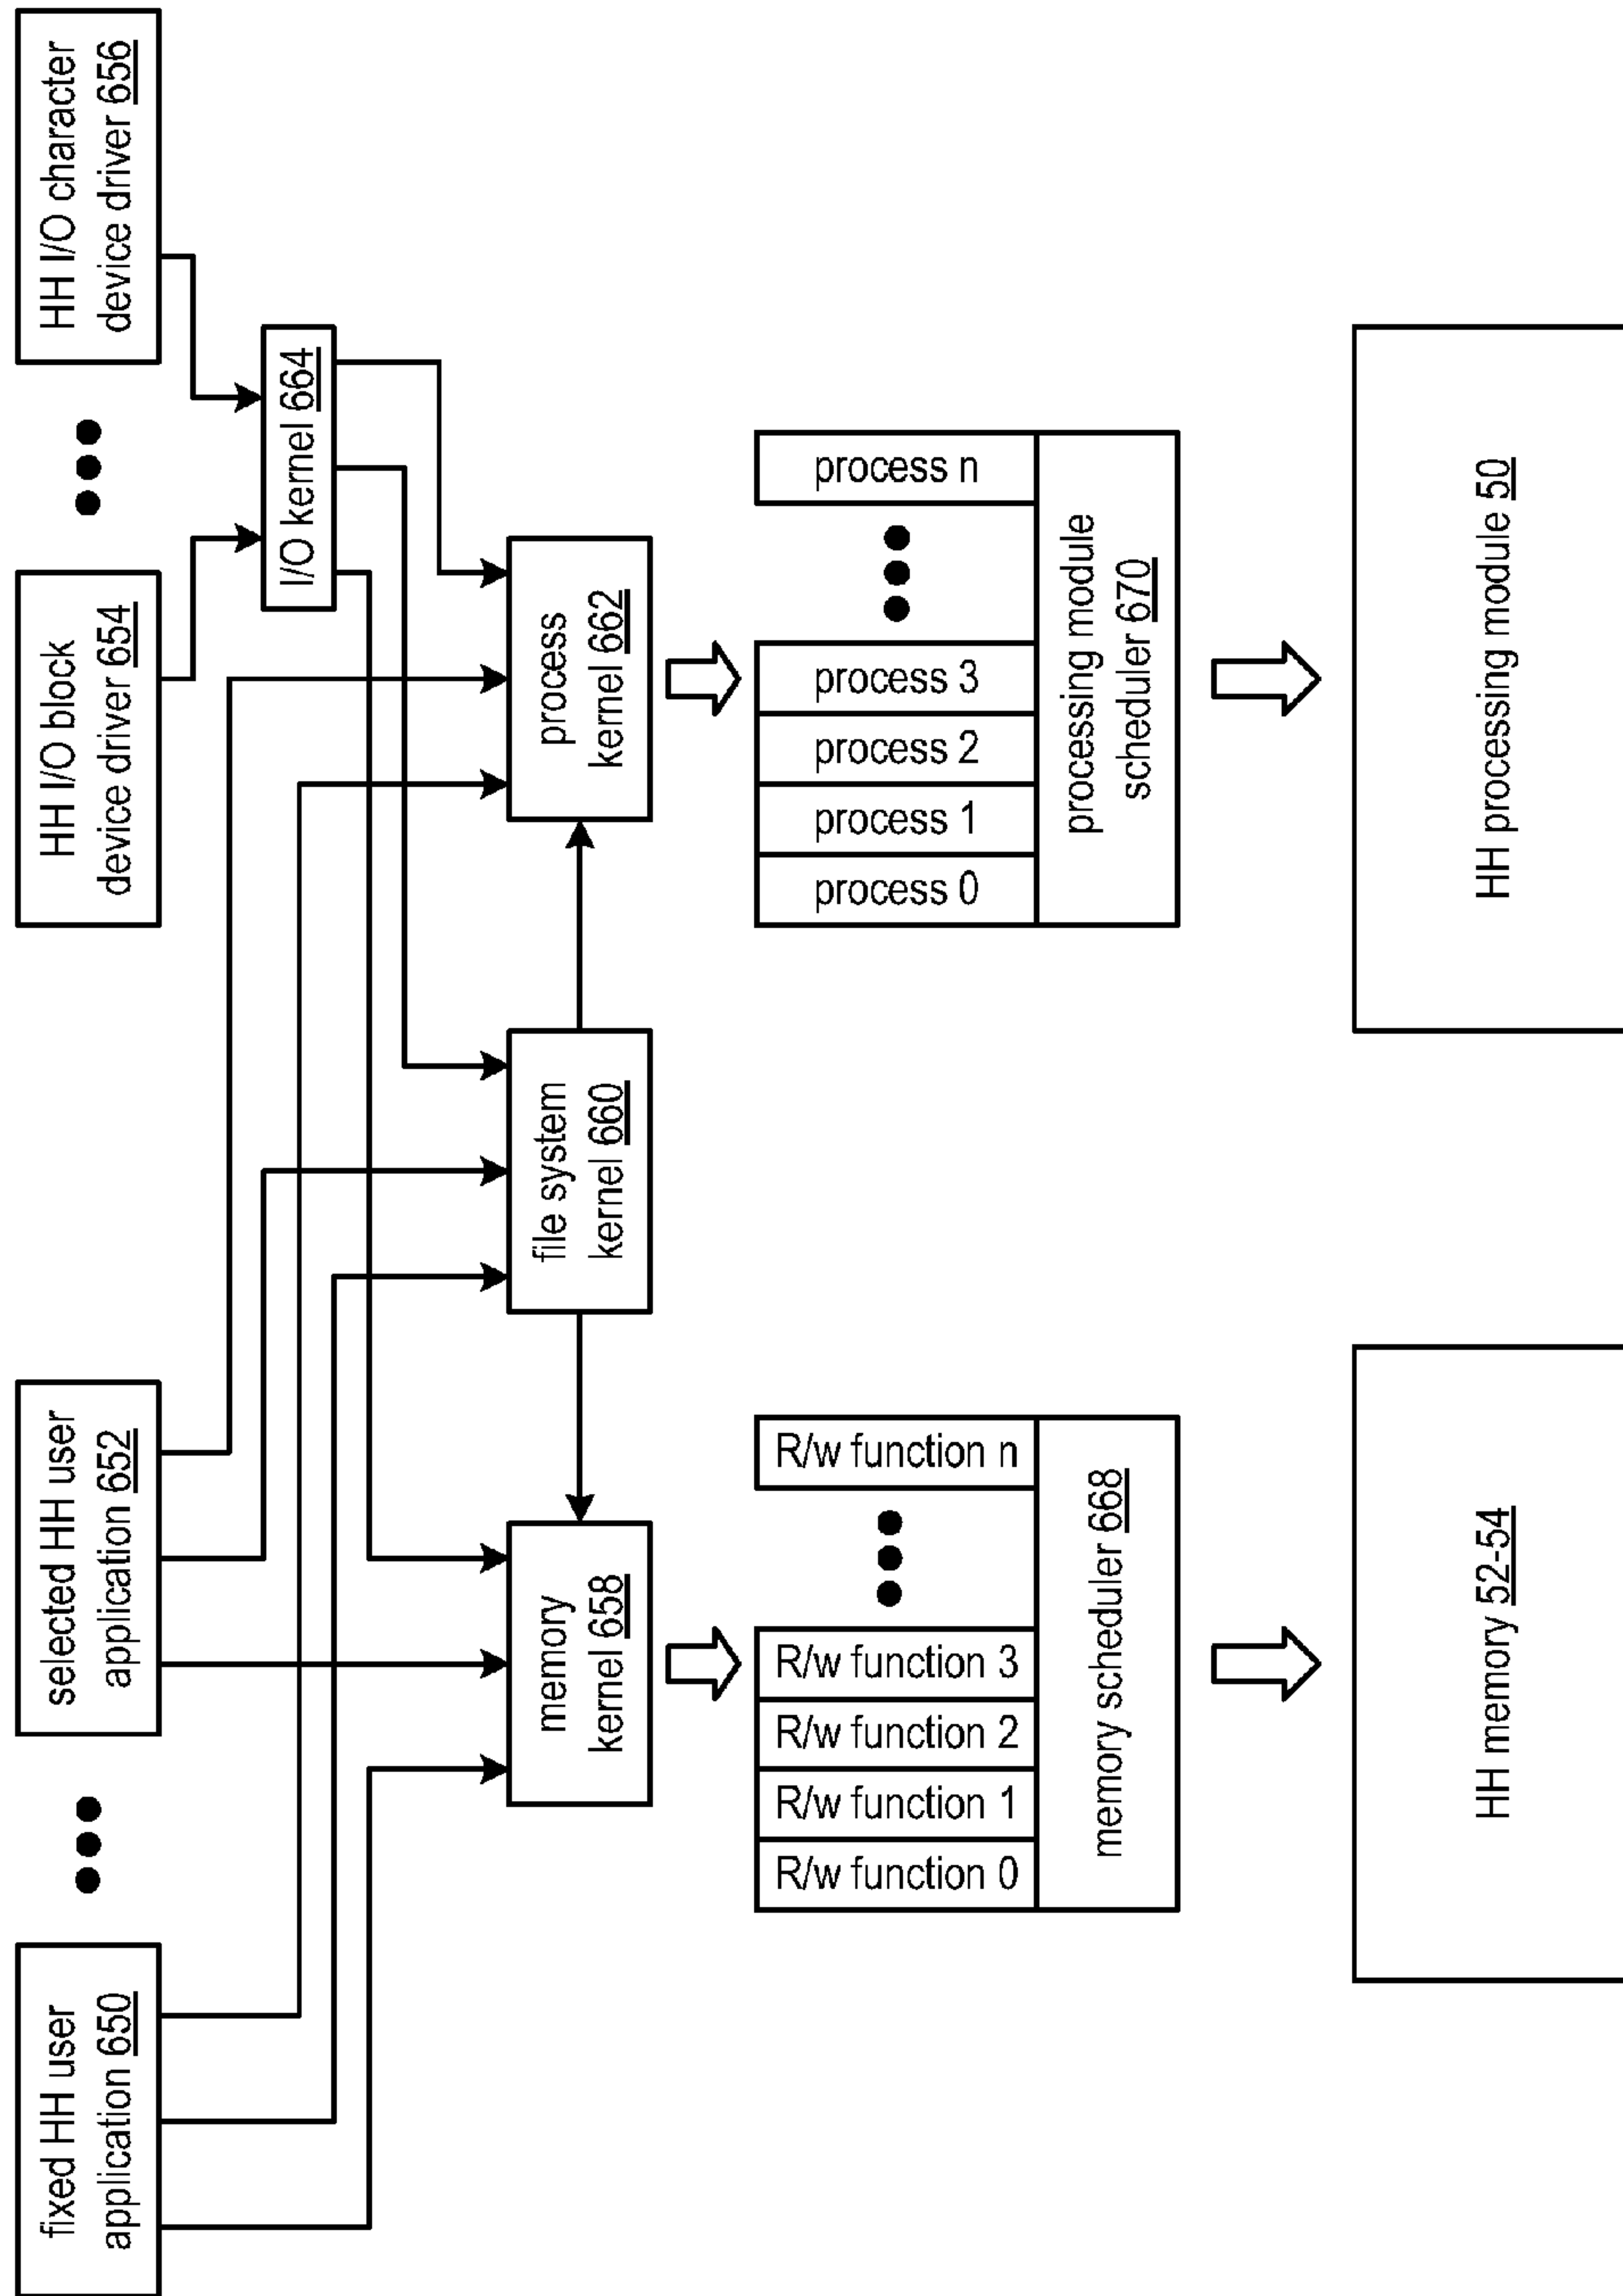 fixed HH user
application 650
selected HH user
application 652
HH I/O block
device driver 654
HH I/O character
device driver 656
I/O kernel 664
memory
kernel 658
file system
kernel 660
process
kernel 662
R/w function 0
R/w function 1
R/w function 2
R/w function 3
R/w function n
memory scheduler 668
process 0
process 1
process 2
process 3
process n
processing module
scheduler 670
HH memory 52-54
HH processing module 50